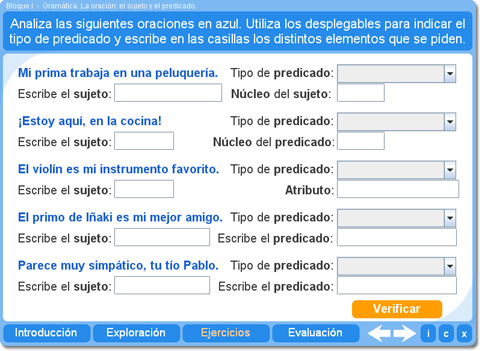 Bloque I - Gramática. La oración: el sujeto y el predicado.
Analiza las siguientes oraciones en azul. Utiliza los desplegables para indicar el
tipo de predicado y escribe en las casillas los distintos elementos que se piden.
Mi prima trabaja en una peluquería. Tipo de predicado:
Escribe el sujeto: Núcleo del sujeto:
¡Estoy aquí, en la cocina! Tipo de predicado:
Escribe el sujeto: Núcleo del predicado:
El violín es mi instrumento favorito. Tipo de predicado:
Escribe el sujeto: Atributo:
El primo de Iñaki es mi mejor amigo. Tipo de predicado:
Escribe el sujeto: Escribe el predicado:
Parece muy simpático, tu tío Pablo. Tipo de predicado:
Escribe el sujeto: Escribe el predicado:
Verificar
Introducción Exploración Ejercicios Evaluación i c x